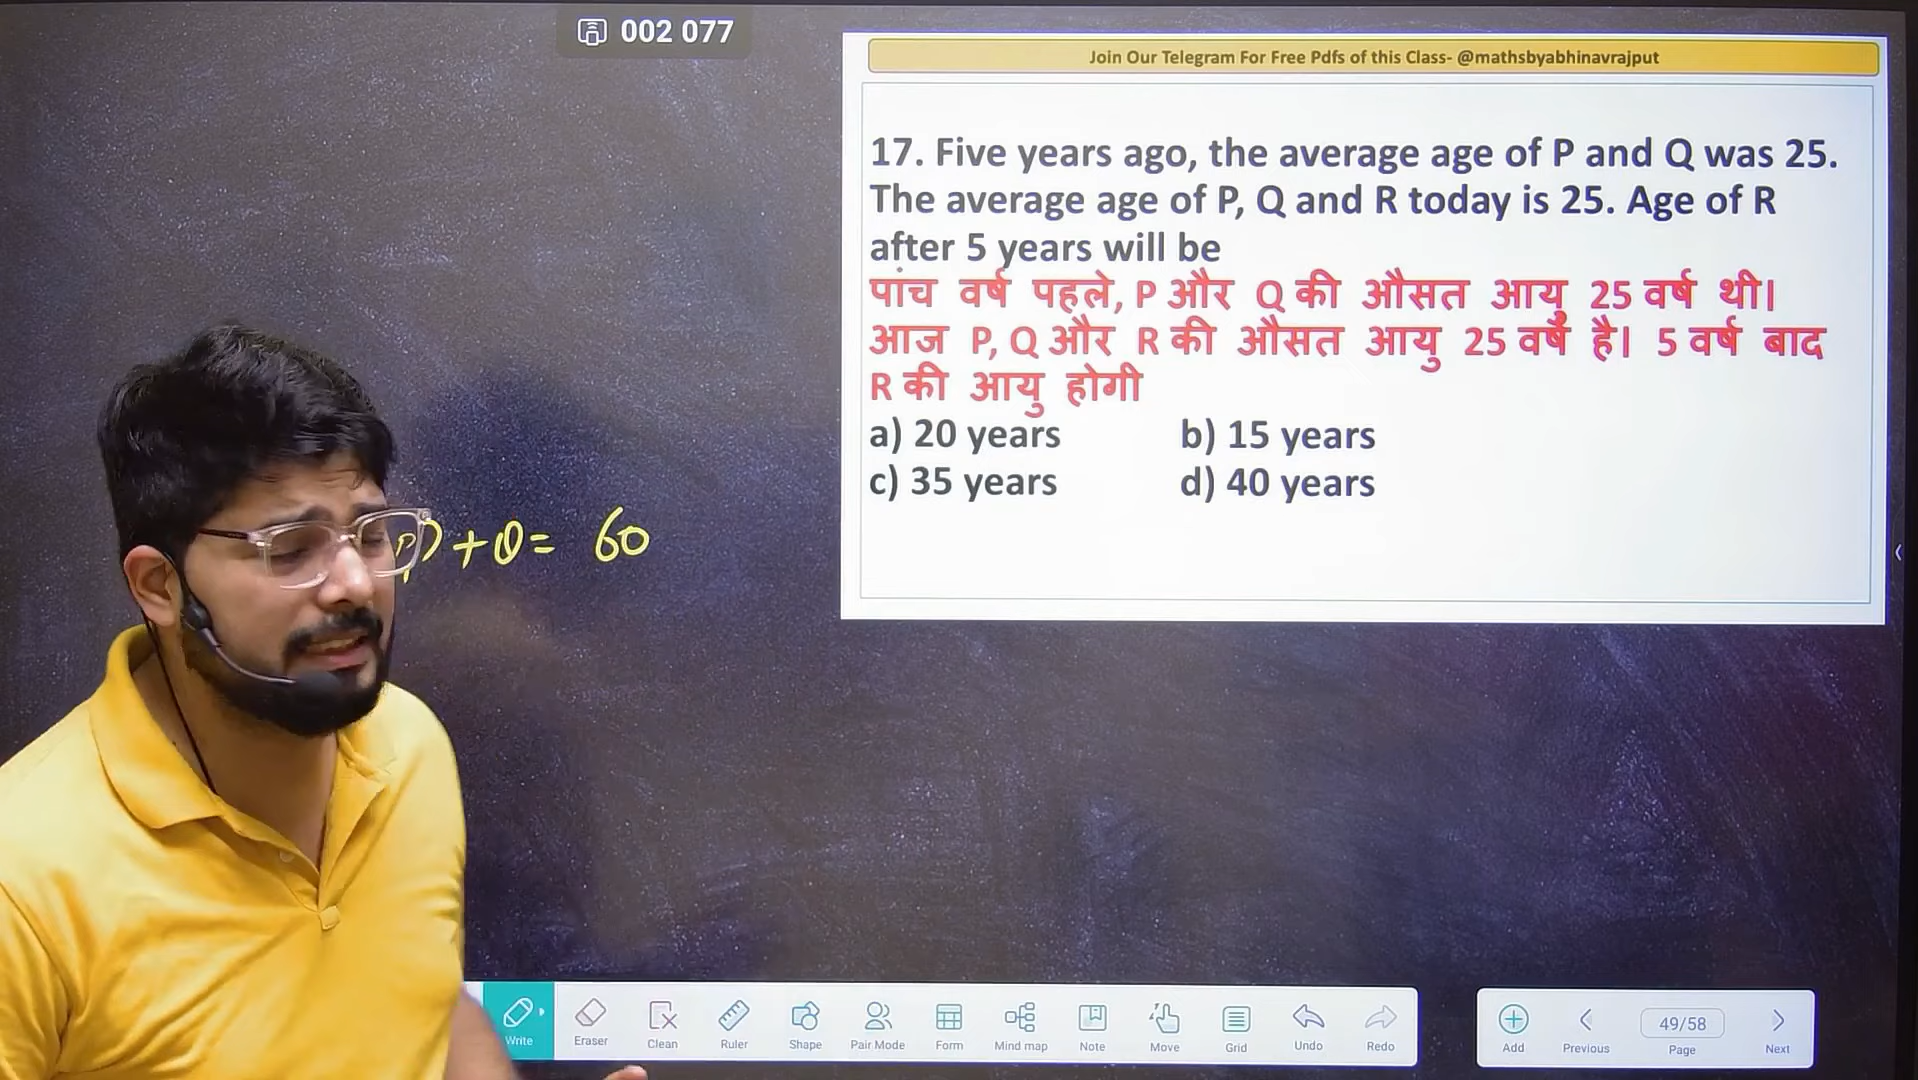 002 077
Join Our Telegram For Free Pdfs of this Class- @mathsbyabhinavrajput
17. Five years ago, the average age of P and Q was 25.
The average age of P, Q and R today is 25. Age of R
after 5 years will be
पांच वर्ष पहले, P और Q की औसत आयु 25 वर्ष थी।
आज P, Q और R की औसत आयु 25 वर्ष है। 5 वर्ष बाद
R की आयु होगी
a) 20 years b) 15 years
c) 35 years d) 40 years
P + Q = 60
Write Eraser Clean Ruler Shape Pair Mode Form Mind map Note Move Grid Undo Redo
Add Previous 49/58 Page Next